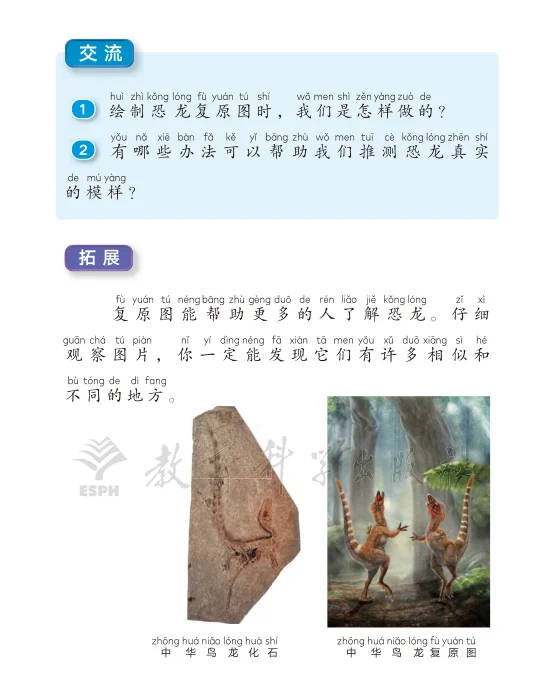 交流
huì zhì kǒng lóng fù yuán tú shí wǒ men shì zěn yàng zuò de
1 绘制恐龙复原图时，我们是怎样做的？
yǒu nǎ xiē bàn fǎ kě yǐ bāng zhù wǒ men tuī cè kǒng lóng zhēn shí
2 有哪些办法可以帮助我们推测恐龙真实
de mú yàng
的模样？
拓展
fù yuán tú néng bāng zhù gèng duō de rén liǎo jiě kǒng lóng zǐ xì
复原图能帮助更多的人了解恐龙。仔细
guān chá tú piàn nǐ yí dìng néng fā xiàn tā men yǒu xǔ duō xiāng sì hé
观察图片，你一定能发现它们有许多相似和
bù tóng de dì fang
不同的地方。
ESPH 教育科学出版社
zhōng huá niǎo lóng huà shí
中华鸟龙化石
zhōng huá niǎo lóng fù yuán tú
中华鸟龙复原图